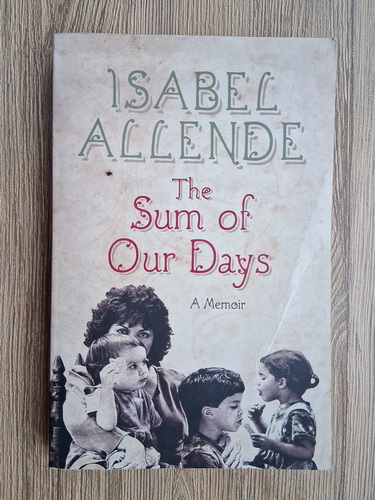 ISABEL
ALLENDE
The
Sum of
Our Days
A Memoir